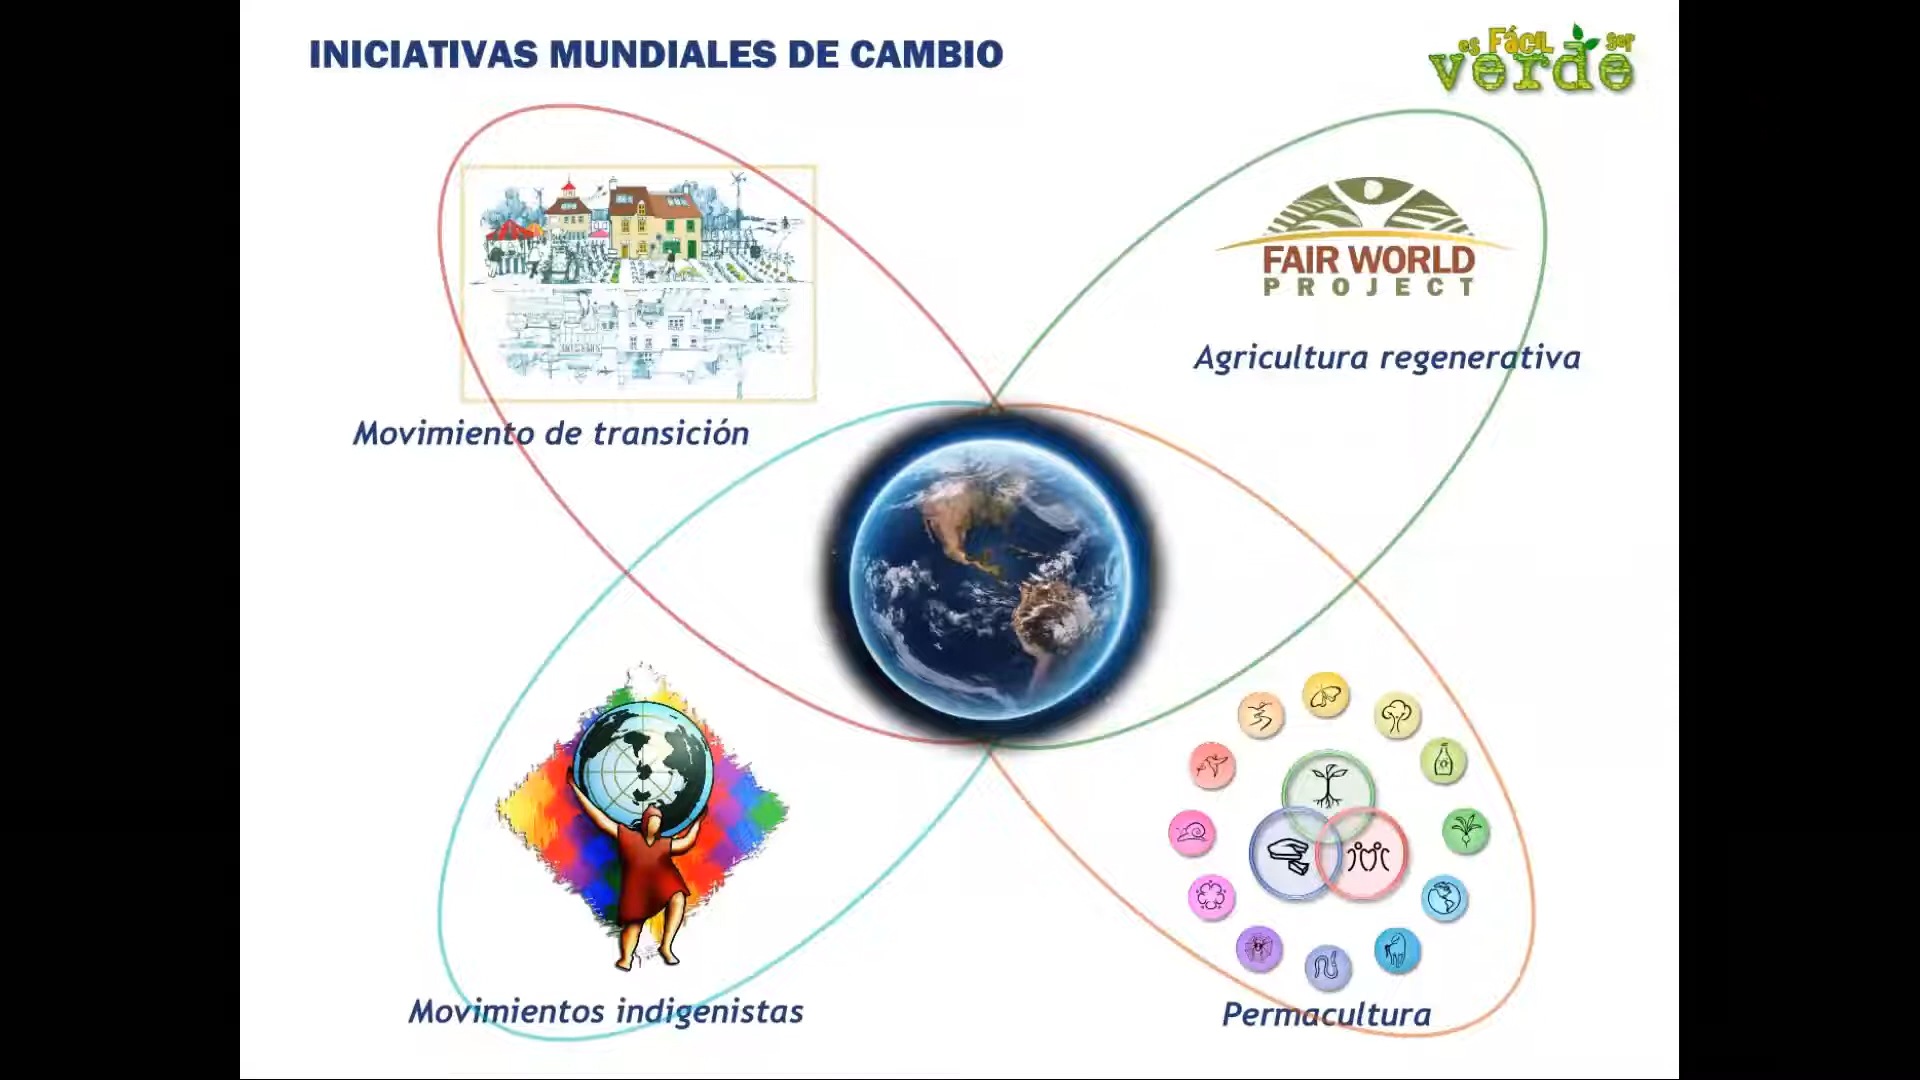 INICIATIVAS MUNDIALES DE CAMBIO
es Fácil ser
verde
FAIR WORLD
PROJECT
Agricultura regenerativa
Movimiento de transición
Movimientos indigenistas
Permacultura